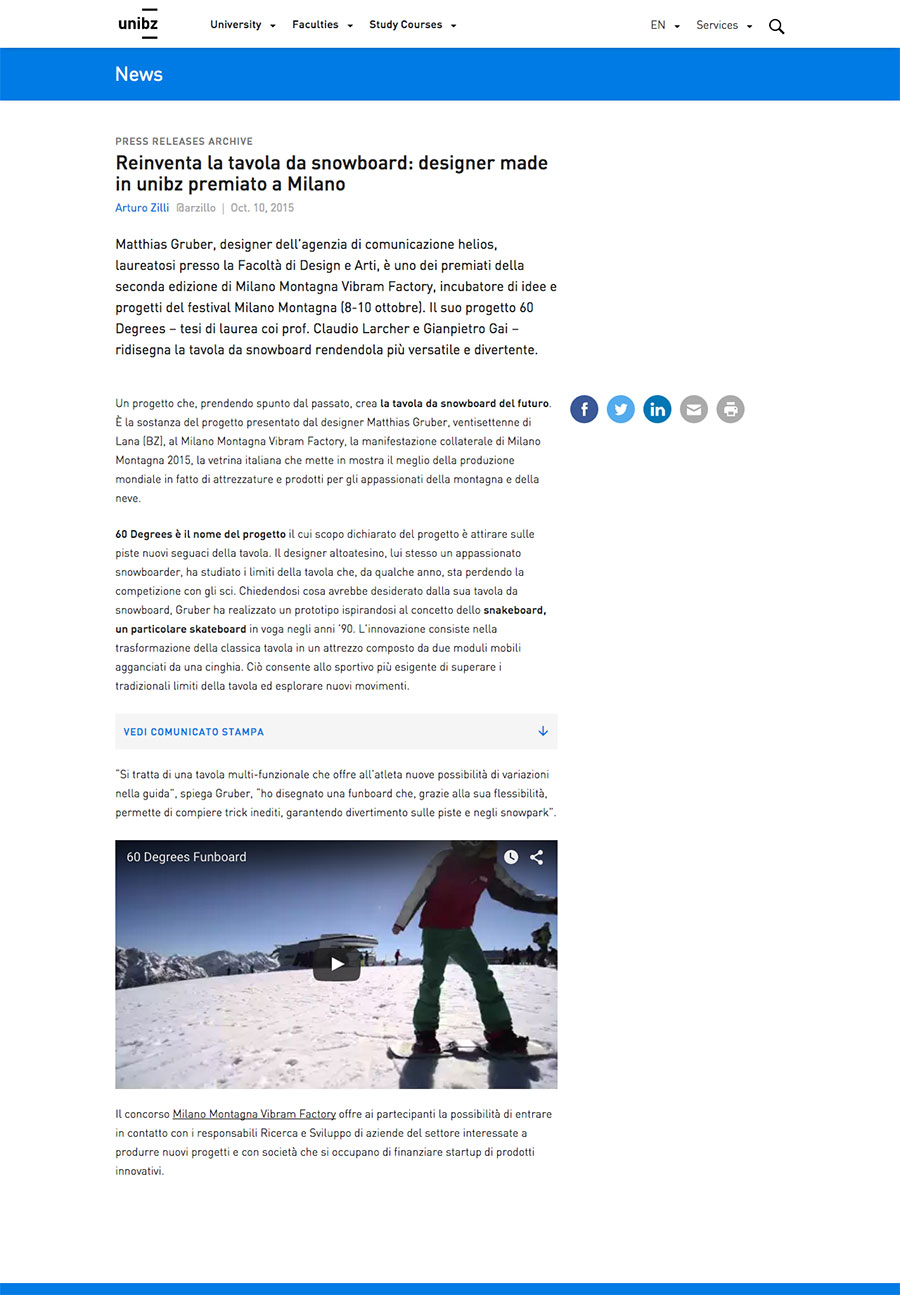 unibz
University
Faculties
Study Courses
EN
Services
News
PRESS RELEASES ARCHIVE
Reinventa la tavola da snowboard: designer made
in unibz premiato a Milano
Arturo Zilli @arzillo | Oct. 10, 2015
Matthias Gruber, designer dell'agenzia di comunicazione helios,
laureatosi presso la Facoltà di Design e Arti, è uno dei premiati della
seconda edizione di Milano Montagna Vibram Factory, incubatore di idee e
progetti del festival Milano Montagna (8-10 ottobre). Il suo progetto 60
Degrees – tesi di laurea coi prof. Claudio Larcher e Gianpietro Gai –
ridisegna la tavola da snowboard rendendola più versatile e divertente.
Un progetto che, prendendo spunto dal passato, crea la tavola da snowboard del futuro.
È la sostanza del progetto presentato dal designer Matthias Gruber, ventisettenne di
Lana (BZ), al Milano Montagna Vibram Factory, la manifestazione collaterale di Milano
Montagna 2015, la vetrina italiana che mette in mostra il meglio della produzione
mondiale in fatto di attrezzature e prodotti per gli appassionati della montagna e della
neve.
60 Degrees è il nome del progetto il cui scopo dichiarato del progetto è attirare sulle
piste nuovi seguaci della tavola. Il designer altoatesino, lui stesso un appassionato
snowboarder, ha studiato i limiti della tavola che, da qualche anno, sta perdendo la
competizione con gli sci. Chiedendosi cosa avrebbe desiderato dalla sua tavola da
snowboard, Gruber ha realizzato un prototipo ispirandosi al concetto dello snakeboard,
un particolare skateboard in voga negli anni '90. L'innovazione consiste nella
trasformazione della classica tavola in un attrezzo composto da due moduli mobili
agganciati da una cinghia. Ciò consente allo sportivo più esigente di superare i
tradizionali limiti della tavola ed esplorare nuovi movimenti.
VEDI COMUNICATO STAMPA
"Si tratta di una tavola multi-funzionale che offre all'atleta nuove possibilità di variazioni
nella guida", spiega Gruber, "ho disegnato una funboard che, grazie alla sua flessibilità,
permette di compiere trick inediti, garantendo divertimento sulle piste e negli snowpark".
60 Degrees Funboard
Il concorso Milano Montagna Vibram Factory offre ai partecipanti la possibilità di entrare
in contatto con i responsabili Ricerca e Sviluppo di aziende del settore interessate a
produrre nuovi progetti e con società che si occupano di finanziare startup di prodotti
innovativi.